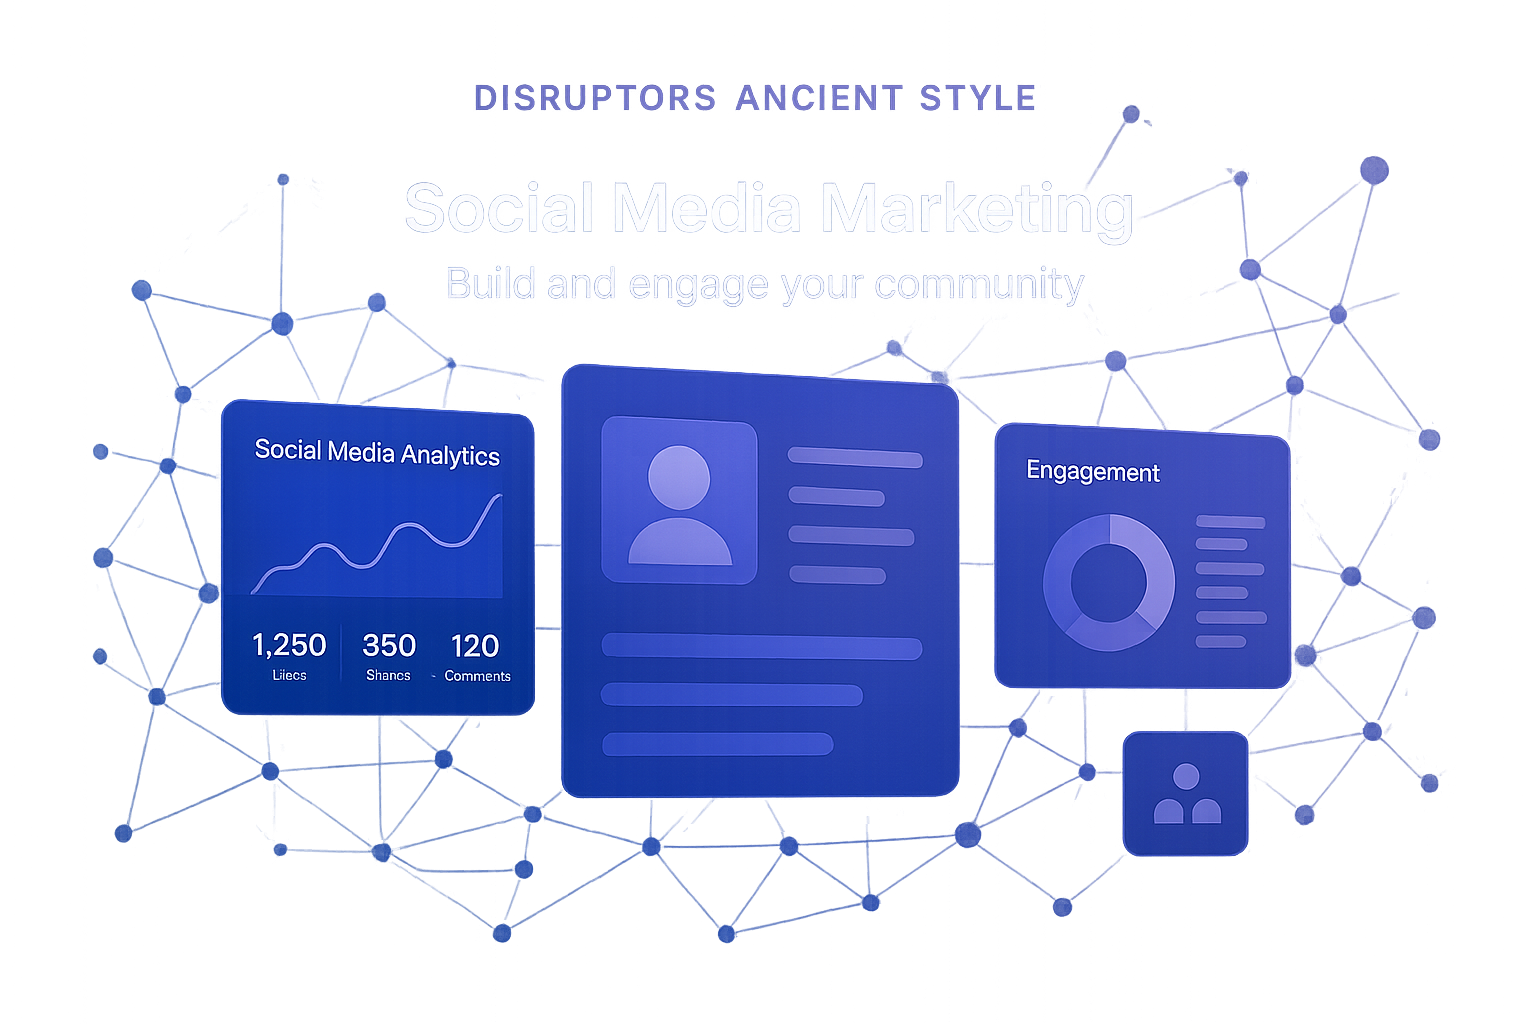 DISRUPTORS ANCIENT STYLE
Social Media Marketing
Build and engage your community
Social Media Analytics
1,250 350 120
Liiecs Shancs - Comments
Engagement